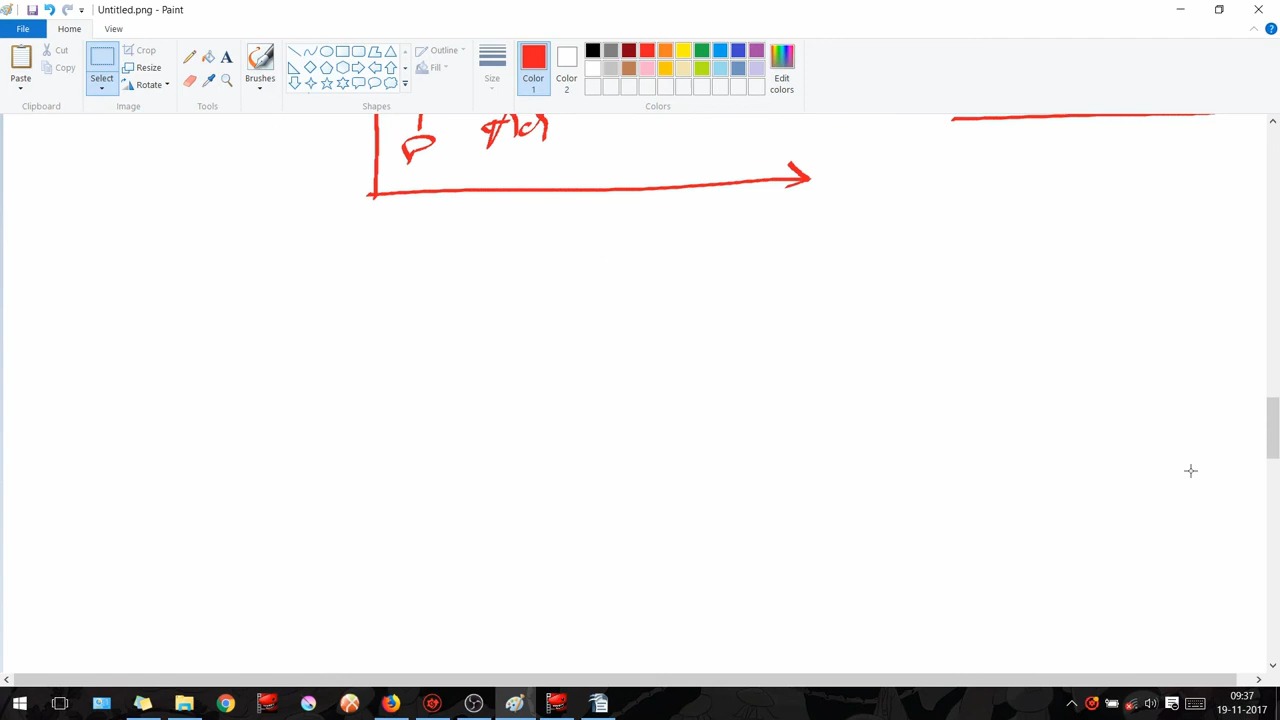 Untitled.png - Paint
File
Home
View
Paste
Cut
Copy
Clipboard
Select
Crop
Resize
Rotate
Image
Tools
Brushes
Shapes
Outline
Fill
Size
Color
1
Color
2
Edit
colors
Colors
P
09:37
19-11-2017